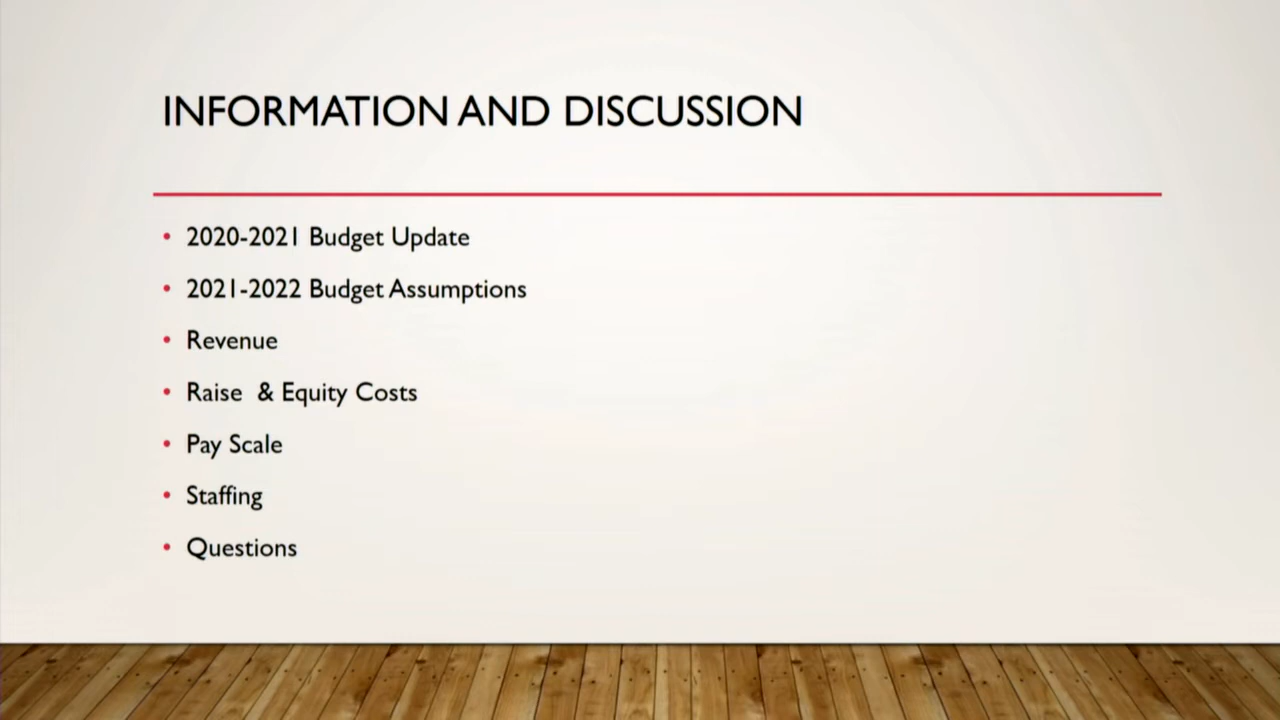 INFORMATION AND DISCUSSION
• 2020-2021 Budget Update
• 2021-2022 Budget Assumptions
• Revenue
• Raise  & Equity Costs
• Pay Scale
• Staffing
• Questions